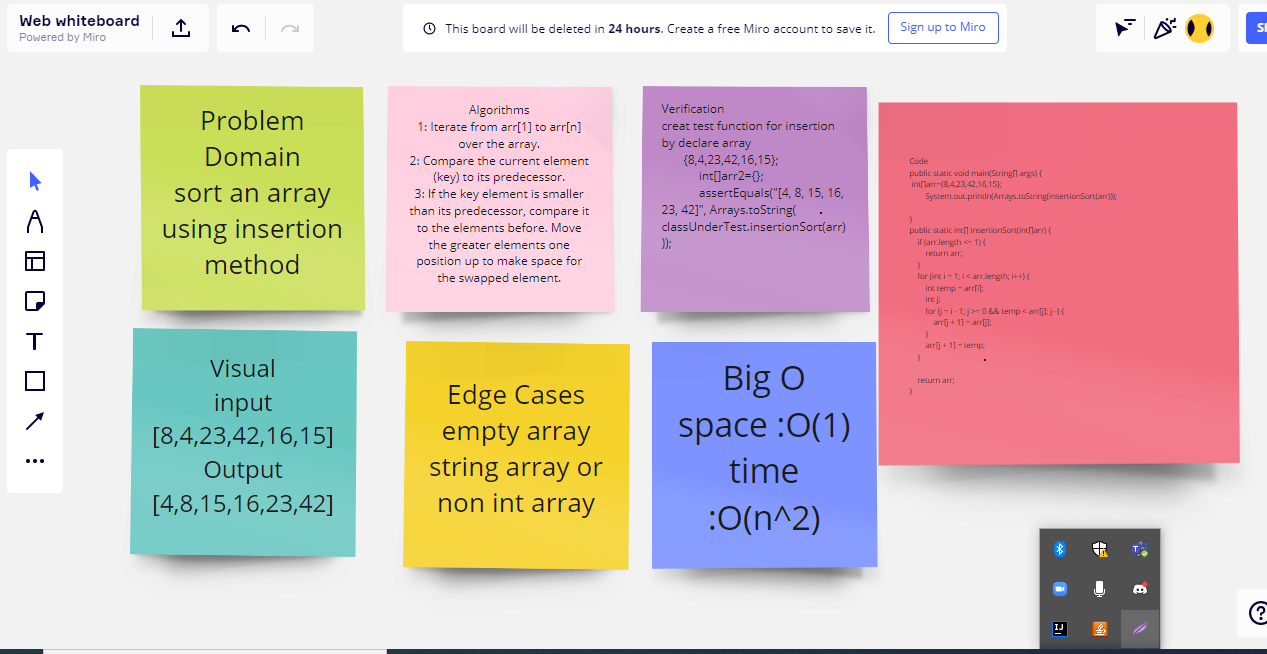 Web whiteboard
Powered by Miro
This board will be deleted in 24 hours. Create a free Miro account to save it.
Sign up to Miro
Problem
Domain
sort an array
using insertion
method
Algorithms
1: Iterate from arr[1] to arr[n]
over the array.
2: Compare the current element
(key) to its predecessor.
3: If the key element is smaller
than its predecessor, compare it
to the elements before. Move
the greater elements one
position up to make space for
the swapped element.
Verification
creat test function for insertion
by declare array
{8,4,23,42,16,15};
int[]arr2={};
assertEquals("[4, 8, 15, 16,
23, 42]", Arrays.toString(
classUnderTest.insertionSort(arr)
));
Code
public static void main(String[] args) {
int[]arr={8,4,23,42,16,15};
System.out.println(Arrays.toString(insertionSort(arr)));
}
public static int[] insertionSort(int[]arr) {
if (arr.length <= 1) {
return arr;
}
for (int i = 1; i < arr.length; i++) {
int temp = arr[i];
int j;
for (j = i - 1; j >= 0 && temp < arr[j]; j--) {
arr[j + 1] = arr[j];
}
arr[j + 1] = temp;
}
return arr;
}
Visual
input
[8,4,23,42,16,15]
Output
[4,8,15,16,23,42]
Edge Cases
empty array
string array or
non int array
Big O
space :O(1)
time
:O(n^2)